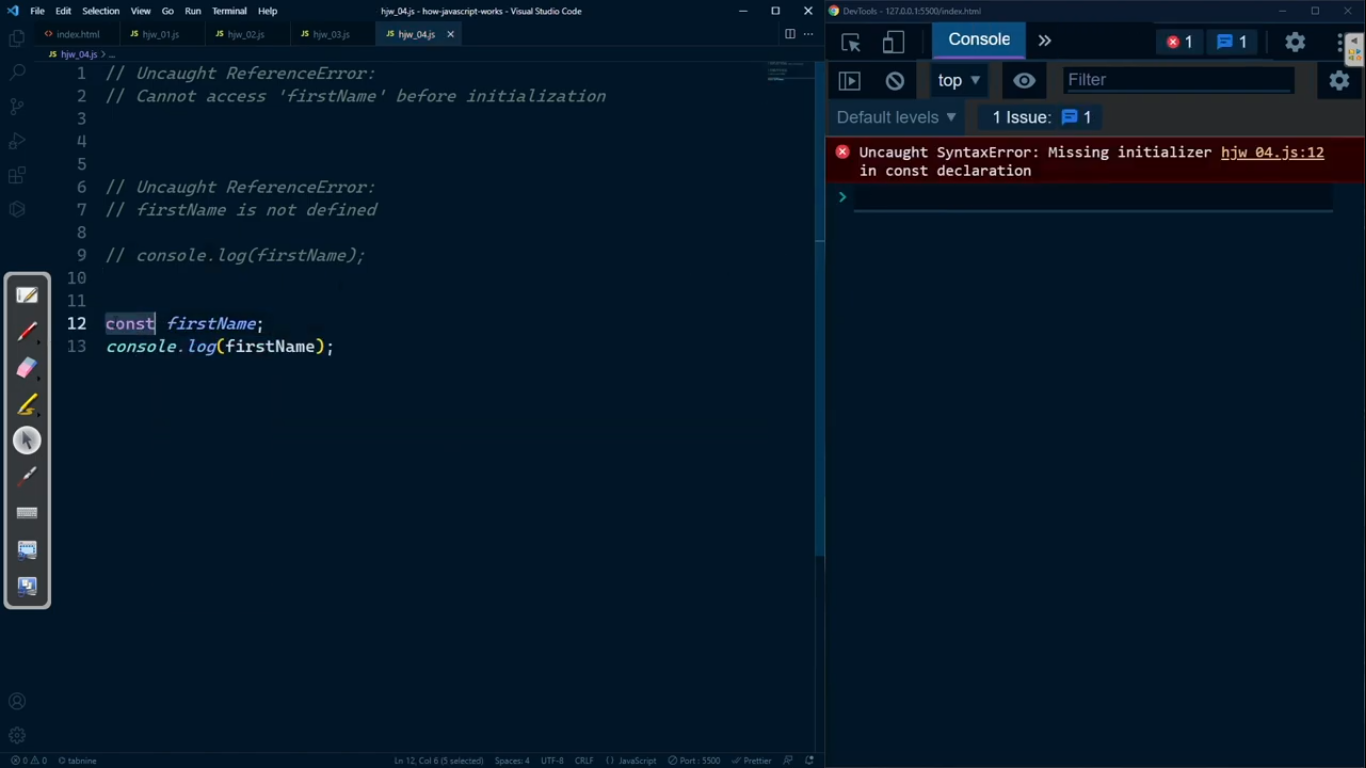 File Edit Selection View Go Run Terminal Help
hjw_04.js - how-javascript-works - Visual Studio Code
index.html
JS hjw_01.js
JS hjw_02.js
JS hjw_03.js
JS hjw_04.js
JS hjw_04.js > ...
1 // Uncaught ReferenceError:
2 // Cannot access 'firstName' before initialization
3
4
5
6 // Uncaught ReferenceError:
7 // firstName is not defined
8
9 // console.log(firstName);
10
11
12 const firstName;
13 console.log(firstName);
0 0 tabnine
Ln 12, Col 6 (5 selected) Spaces: 4 UTF-8 CRLF JavaScript Port : 5500 Prettier
DevTools - 127.0.0.1:5500/index.html
Console 1 1
top Filter
Default levels 1 Issue: 1
Uncaught SyntaxError: Missing initializer hjw_04.js:12
in const declaration